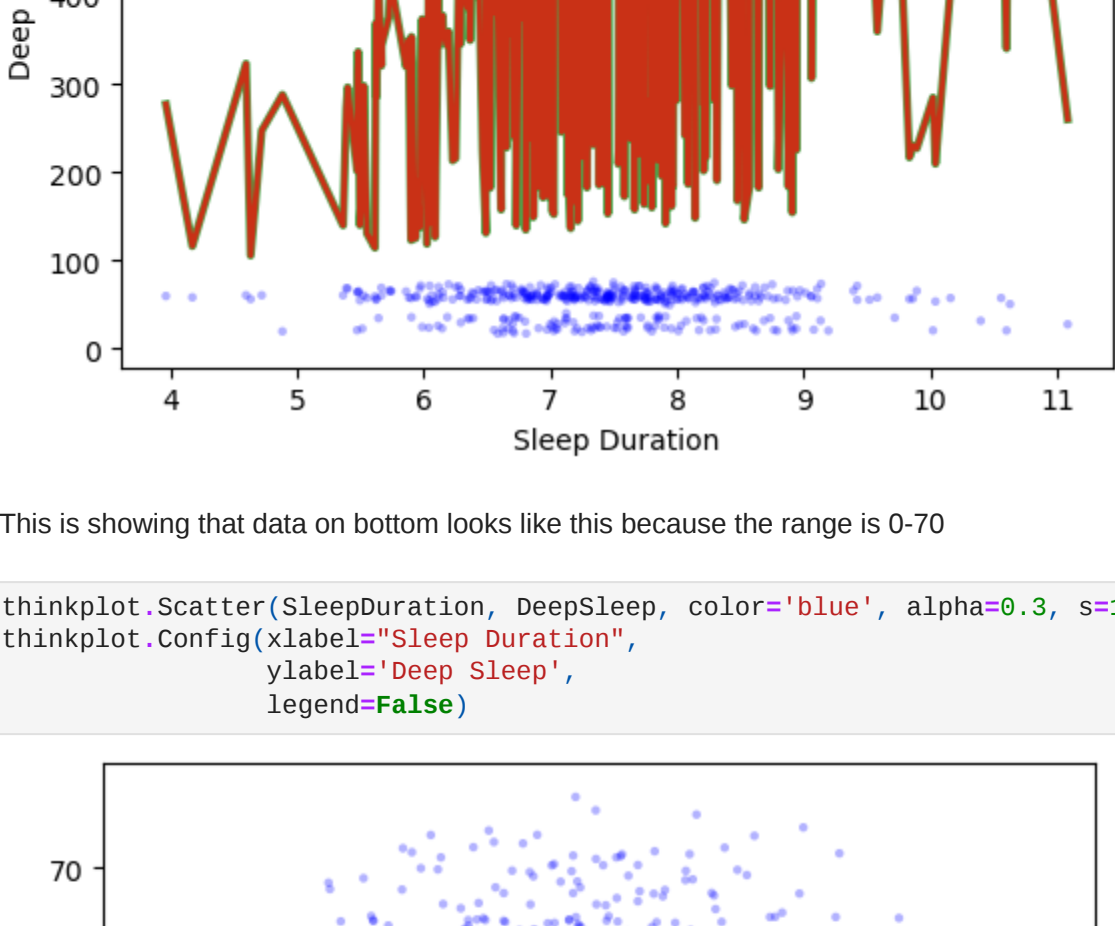 400
Deep
300
200
100
0
4 5 6 7 8 9 10 11
Sleep Duration
This is showing that data on bottom looks like this because the range is 0-70
thinkplot.Scatter(SleepDuration, DeepSleep, color='blue', alpha=0.3, s=1
thinkplot.Config(xlabel="Sleep Duration",
ylabel='Deep Sleep',
legend=False)
70